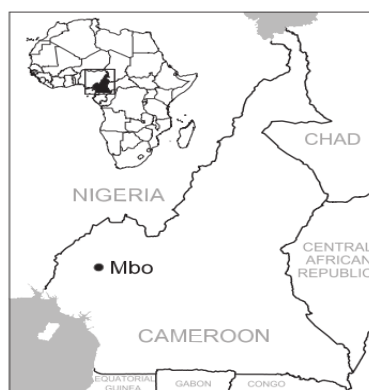 CHAD
NIGERIA
CENTRAL
AFRICAN
REPUBLIC
Mbo
CAMEROON
EQUATORIAL
GUINEA
GABON
CONGO